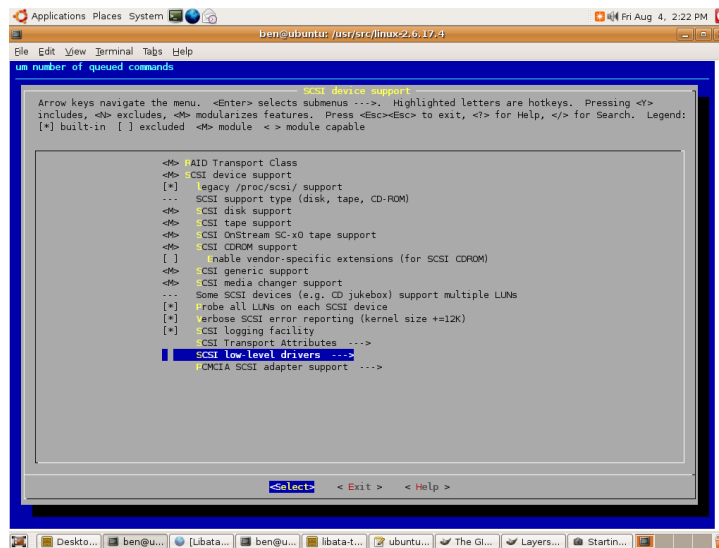 Applications Places System Fri Aug 4, 2:22 PM
ben@ubuntu: /usr/src/linux-2.6.17.4
File Edit View Terminal Tabs Help
um number of queued commands
SCSI device support
Arrow keys navigate the menu. <Enter> selects submenus --->. Highlighted letters are hotkeys. Pressing <Y>
includes, <N> excludes, <M> modularizes features. Press <Esc><Esc> to exit, <?> for Help, </> for Search. Legend:
[*] built-in [ ] excluded <M> module < > module capable
<M> RAID Transport Class
<M> SCSI device support
[*] legacy /proc/scsi/ support
--- SCSI support type (disk, tape, CD-ROM)
<M> SCSI disk support
<M> SCSI tape support
<M> SCSI OnStream SC-x0 tape support
<M> SCSI CDROM support
[ ] Enable vendor-specific extensions (for SCSI CDROM)
<M> SCSI generic support
<M> SCSI media changer support
--- Some SCSI devices (e.g. CD jukebox) support multiple LUNs
[*] Probe all LUNs on each SCSI device
[*] Verbose SCSI error reporting (kernel size +=12K)
[*] SCSI logging facility
SCSI Transport Attributes --->
SCSI low-level drivers --->
PCMCIA SCSI adapter support --->
<Select> < Exit > < Help >
Deskto... ben@u... [Libata... ben@u... libata-t... ubuntu... The GI... Layers... Startin...